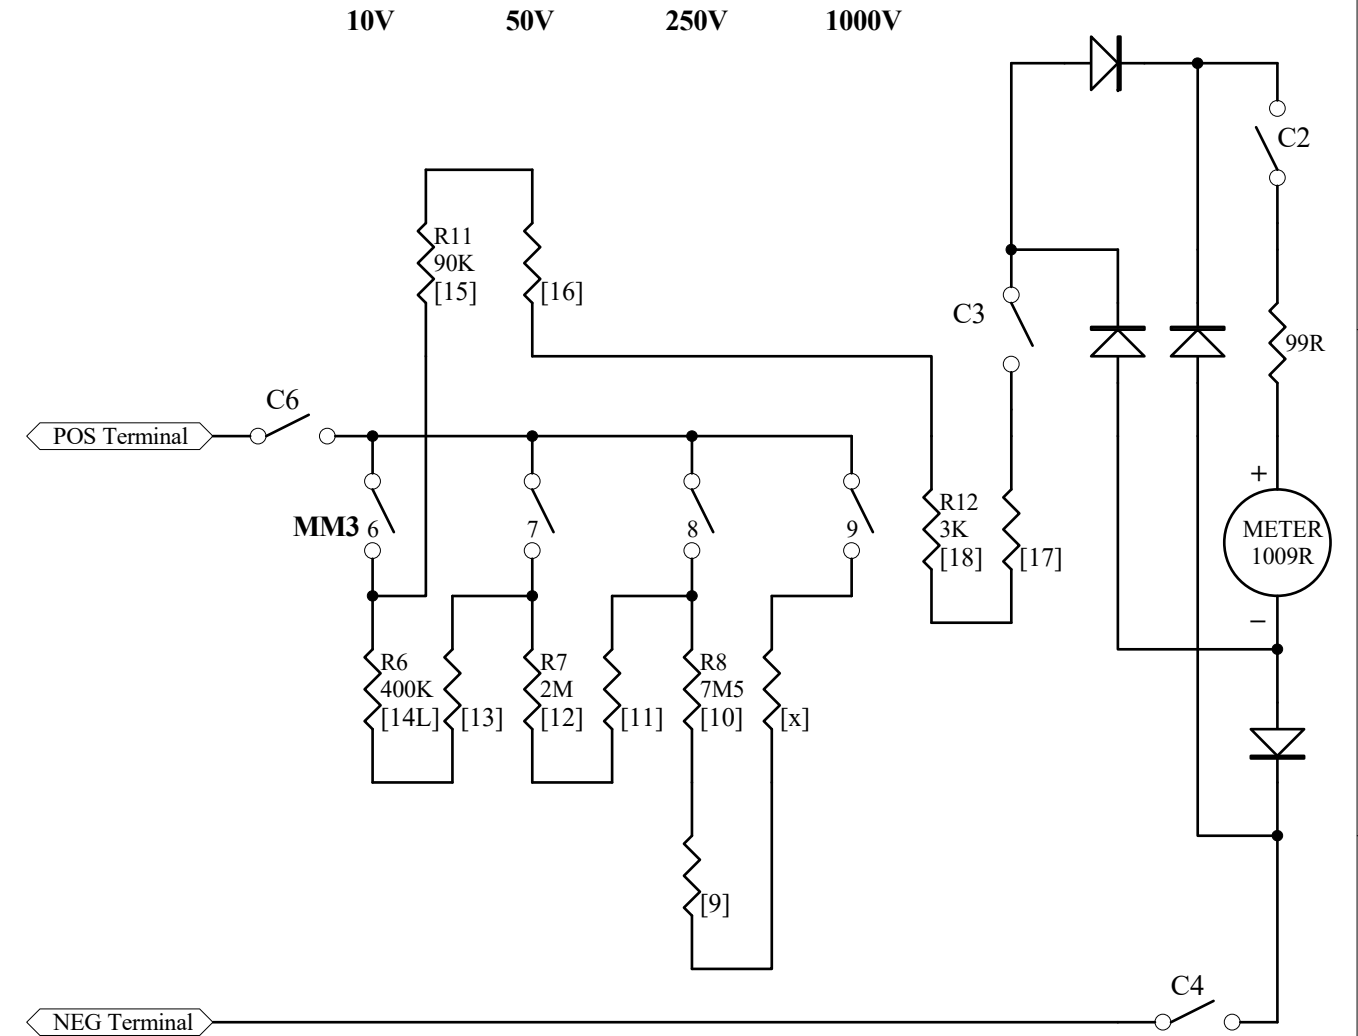 10V 50V 250V 1000V
C2
R11
90K
[15]
[16]
C3
99R
C6
POS Terminal
+
R12
3K
[18]
[17]
MM3 6 7 8 9
METER
1009R
−
R6
400K
[14L]
[13]
R7
2M
[12]
[11]
R8
7M5
[10]
[x]
[9]
C4
NEG Terminal